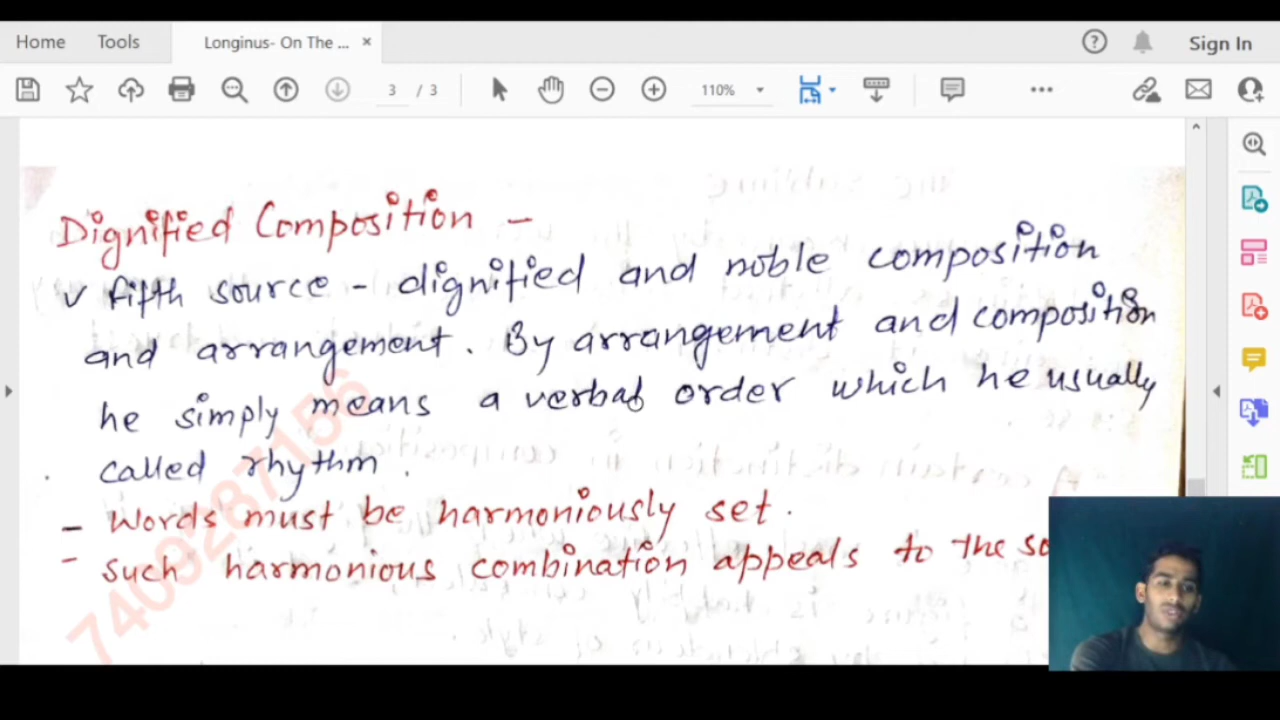 Home Tools Longinus- On The ... × Sign In
3 / 3 110%
Dignified Composition -
✓ fifth source - dignified and noble composition
and arrangement. By arrangement and composition
he simply means a verbal order which he usually
called rhythm.
- Words must be harmoniously set.
- Such harmonious combination appeals to the
7409287156